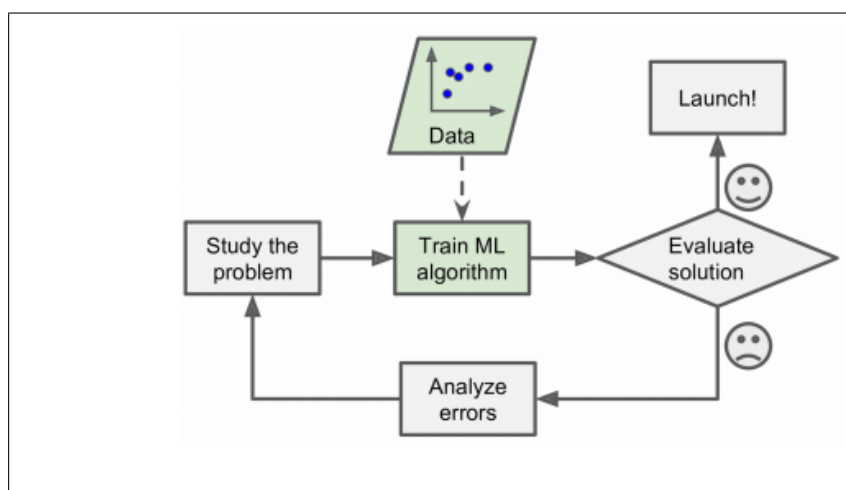 Data
Launch!
Study the
problem
Train ML
algorithm
Evaluate
solution
Analyze
errors